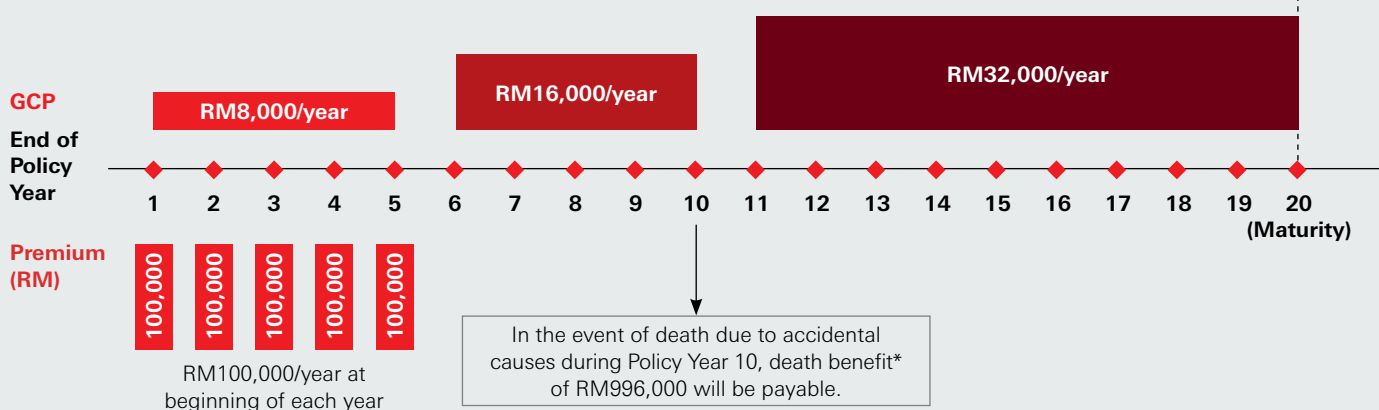 RM32,000/year
RM16,000/year
GCP
RM8,000/year
End of
Policy
Year
1 2 3 4 5 6 7 8 9 10 11 12 13 14 15 16 17 18 19 20
(Maturity)
Premium
(RM)
100,000 100,000 100,000 100,000 100,000
RM100,000/year at
beginning of each year
In the event of death due to accidental
causes during Policy Year 10, death benefit*
of RM996,000 will be payable.